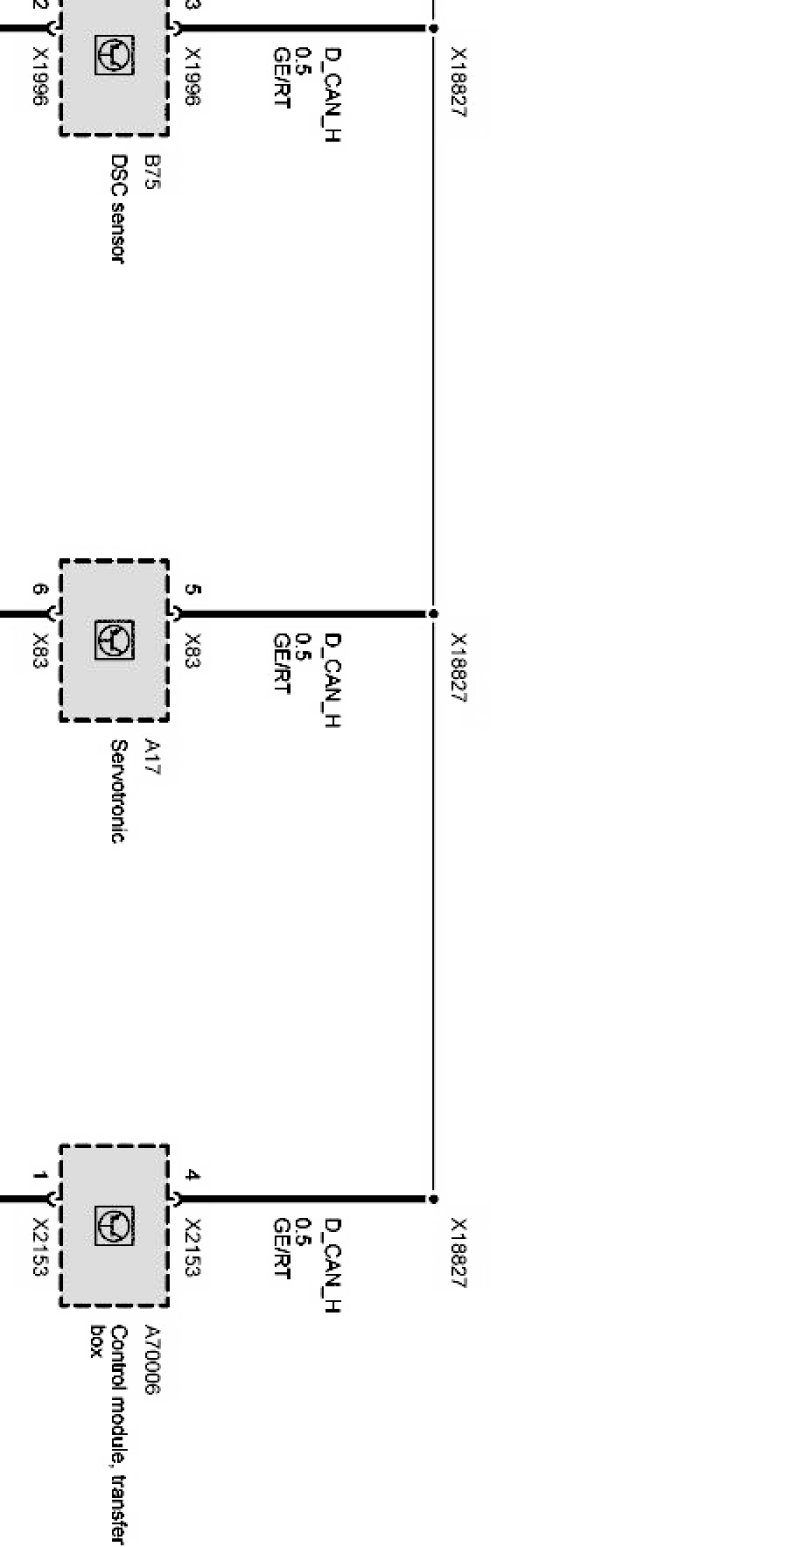 X18827
D_CAN_H
0.5
GE/RT
3
X1996
B75
DSC sensor
2
X1996
X18827
D_CAN_H
0.5
GE/RT
5
X83
A17
Servotronic
6
X83
X18827
D_CAN_H
0.5
GE/RT
4
X2153
A70006
Control module, transfer
box
1
X2153